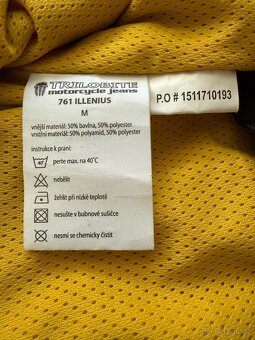 TRILOBITE
motorcycle jeans
761 ILLENIUS
M
vnější materiál: 50% bavlna, 50% polyester
vnitřní materiál: 50% polyamid, 50% polyester
instrukce k praní:
perte max. na 40°C
nebělit
žehlit při nízké teplotě
nesušte v bubnové sušičce
nesmí se chemicky čistit
P.O # 1511710193